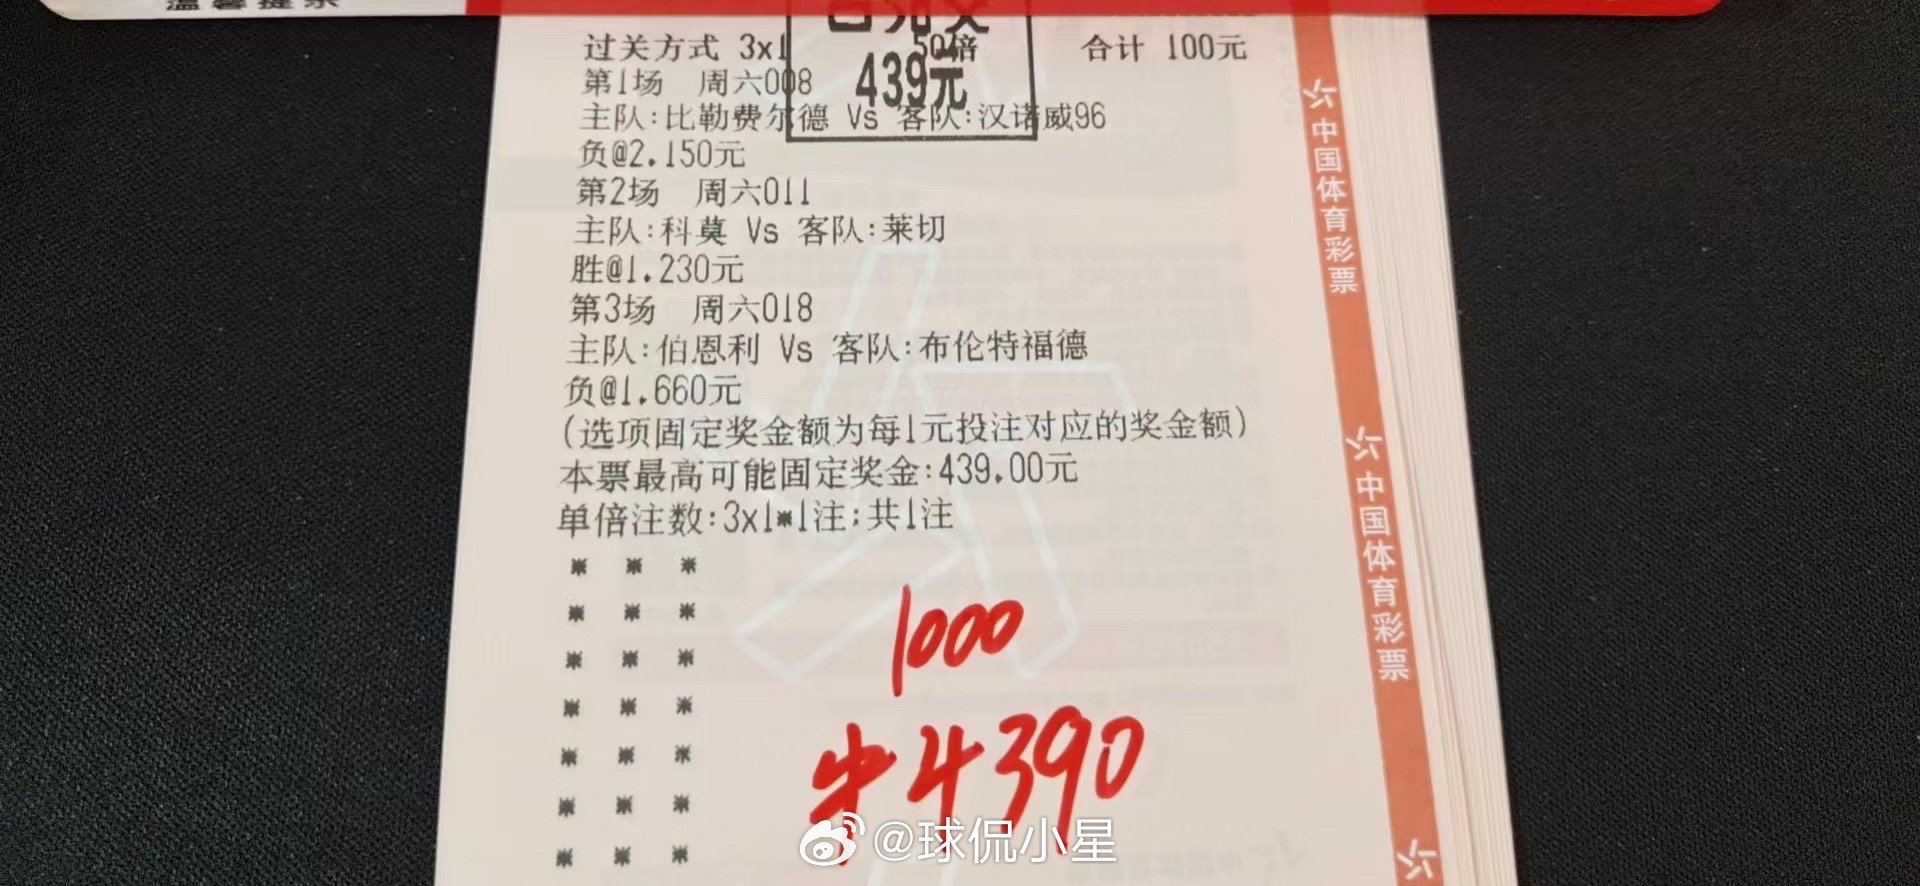 温馨提示
过关方式 3x1 50倍 合计 100元
439元
第1场 周六008
主队:比勒费尔德 Vs 客队:汉诺威96
负@2.150元
第2场 周六011
主队:科莫 Vs 客队:莱切
胜@1.230元
第3场 周六018
主队:伯恩利 Vs 客队:布伦特福德
负@1.660元
(选项固定奖金额为每1元投注对应的奖金额)
本票最高可能固定奖金:439.00元
单倍注数:3x1*1注;共1注
1000
中4390
@球侃小星
中国体育彩票
中国体育彩票